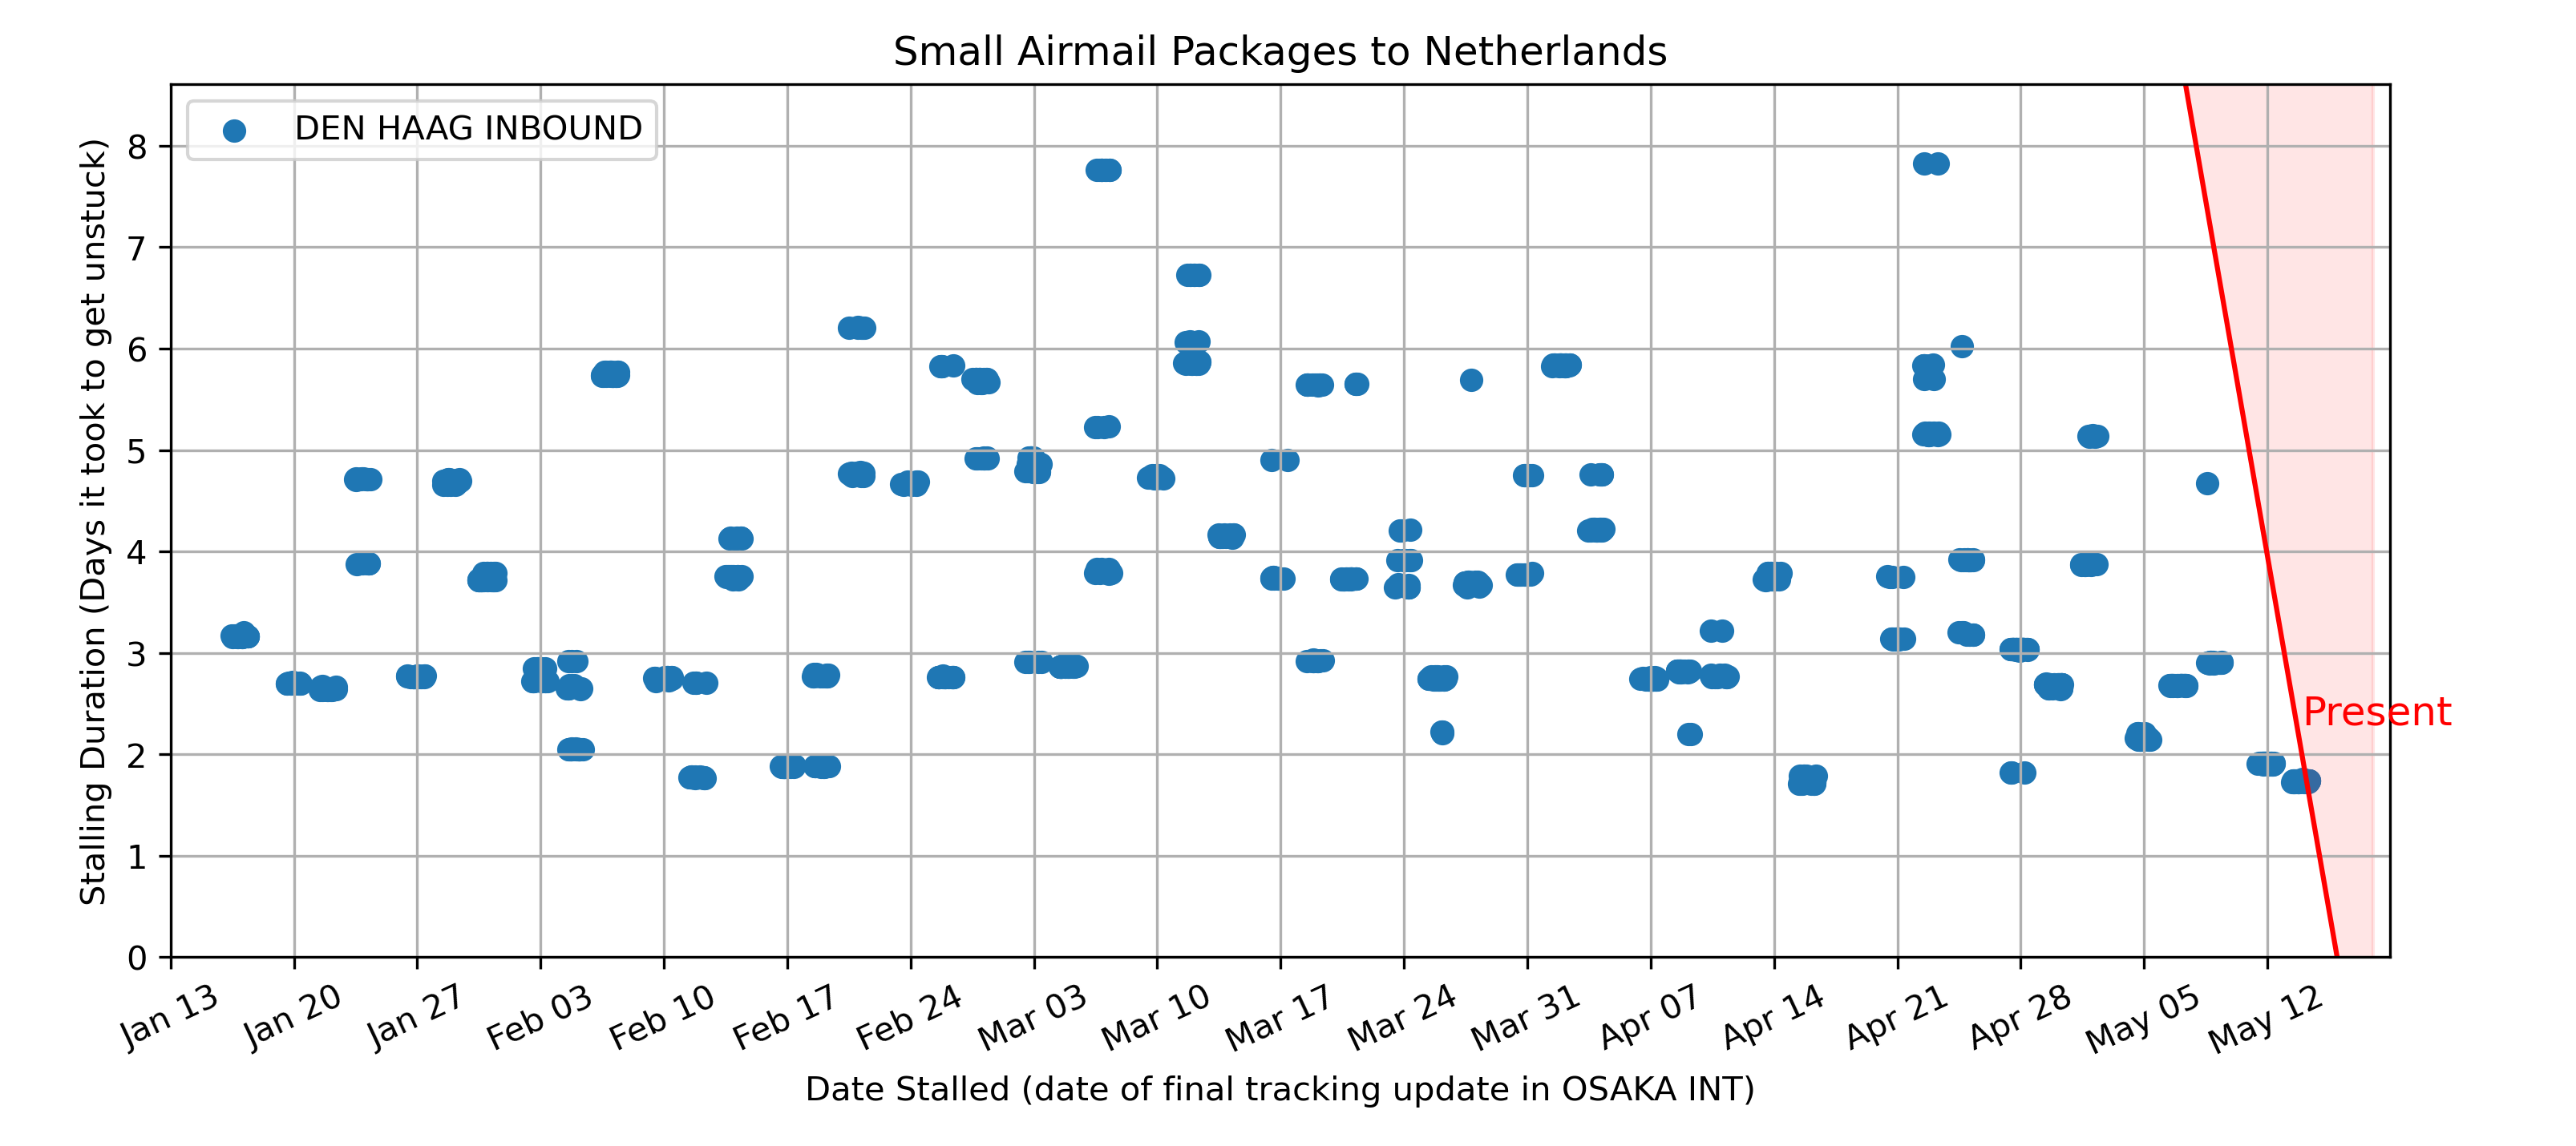 Small Airmail Packages to Netherlands
DEN HAAG INBOUND
Stalling Duration (Days it took to get unstuck)
8
7
6
5
4
3
2
1
0
Present
Jan 13
Jan 20
Jan 27
Feb 03
Feb 10
Feb 17
Feb 24
Mar 03
Mar 10
Mar 17
Mar 24
Mar 31
Apr 07
Apr 14
Apr 21
Apr 28
May 05
May 12
Date Stalled (date of final tracking update in OSAKA INT)